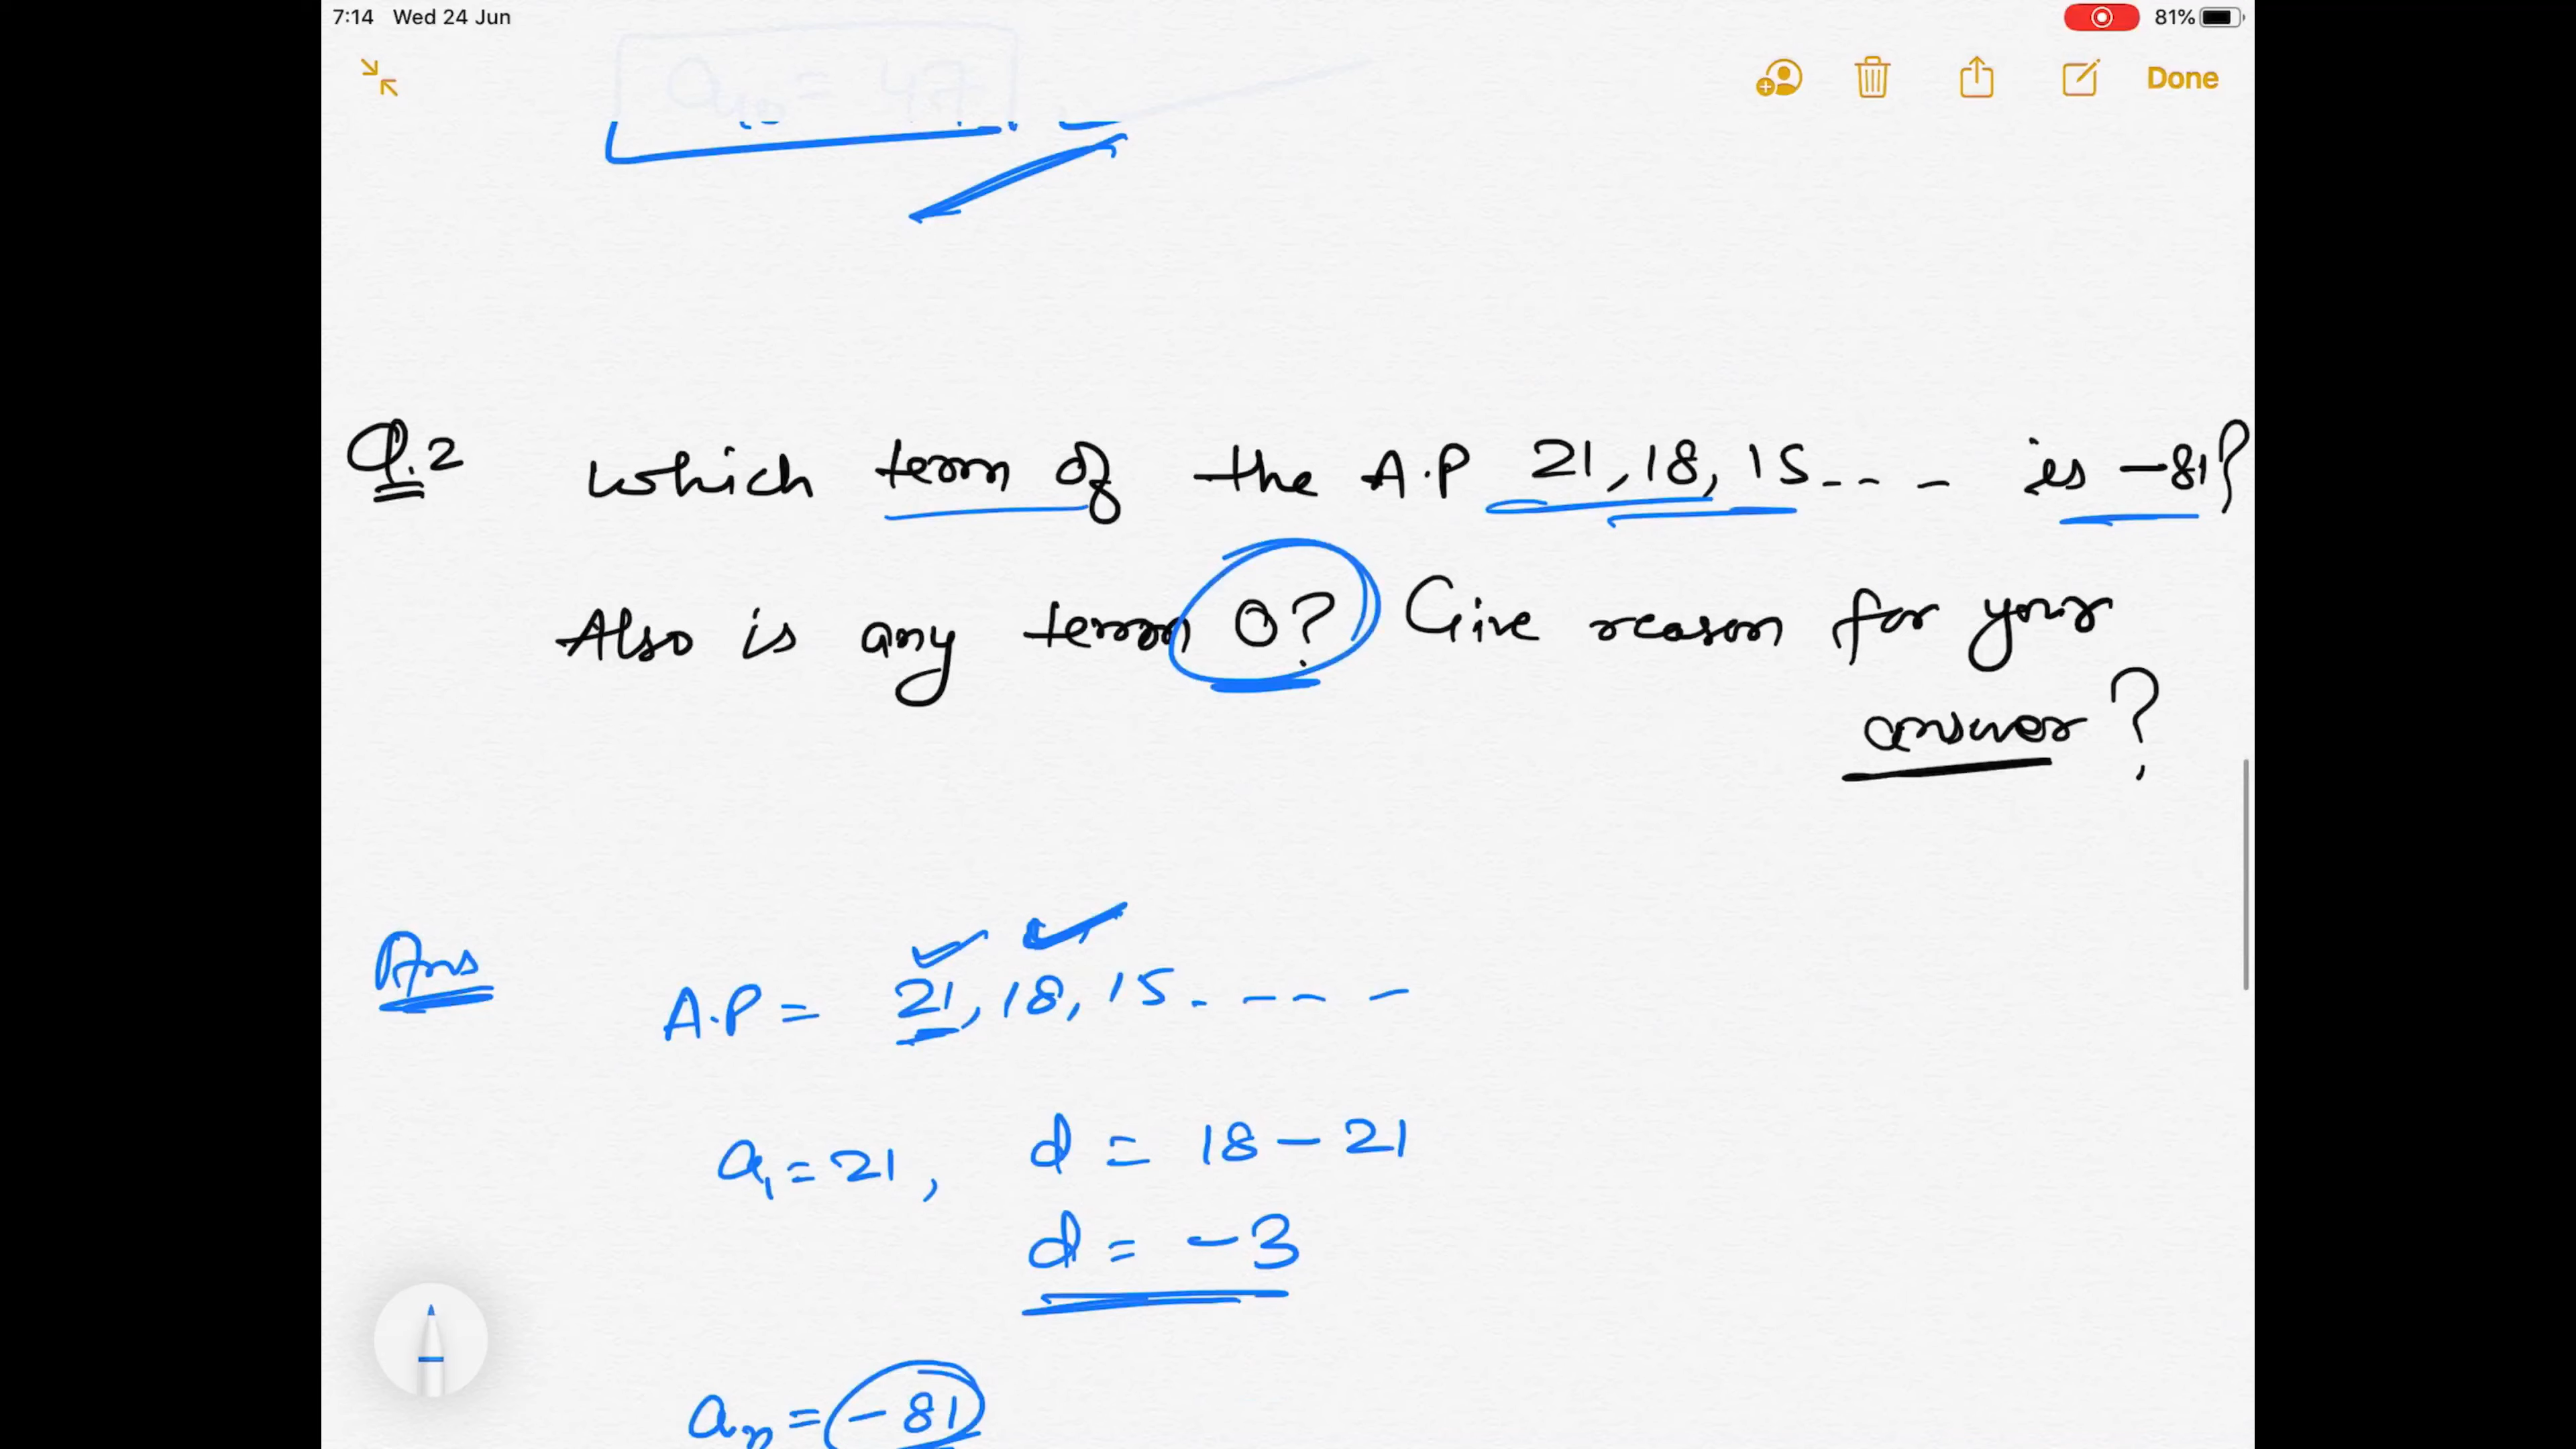 7:14 Wed 24 Jun 81%
Done
= 47
Q.2 Which term of the A.P 21, 18, 15--- - is -81?
Also is any term 0? Give reason for your
answer?
Ans
A.P = 21, 18, 15. --- -
a₁ = 21, d = 18 - 21
d = -3
aₙ = -81